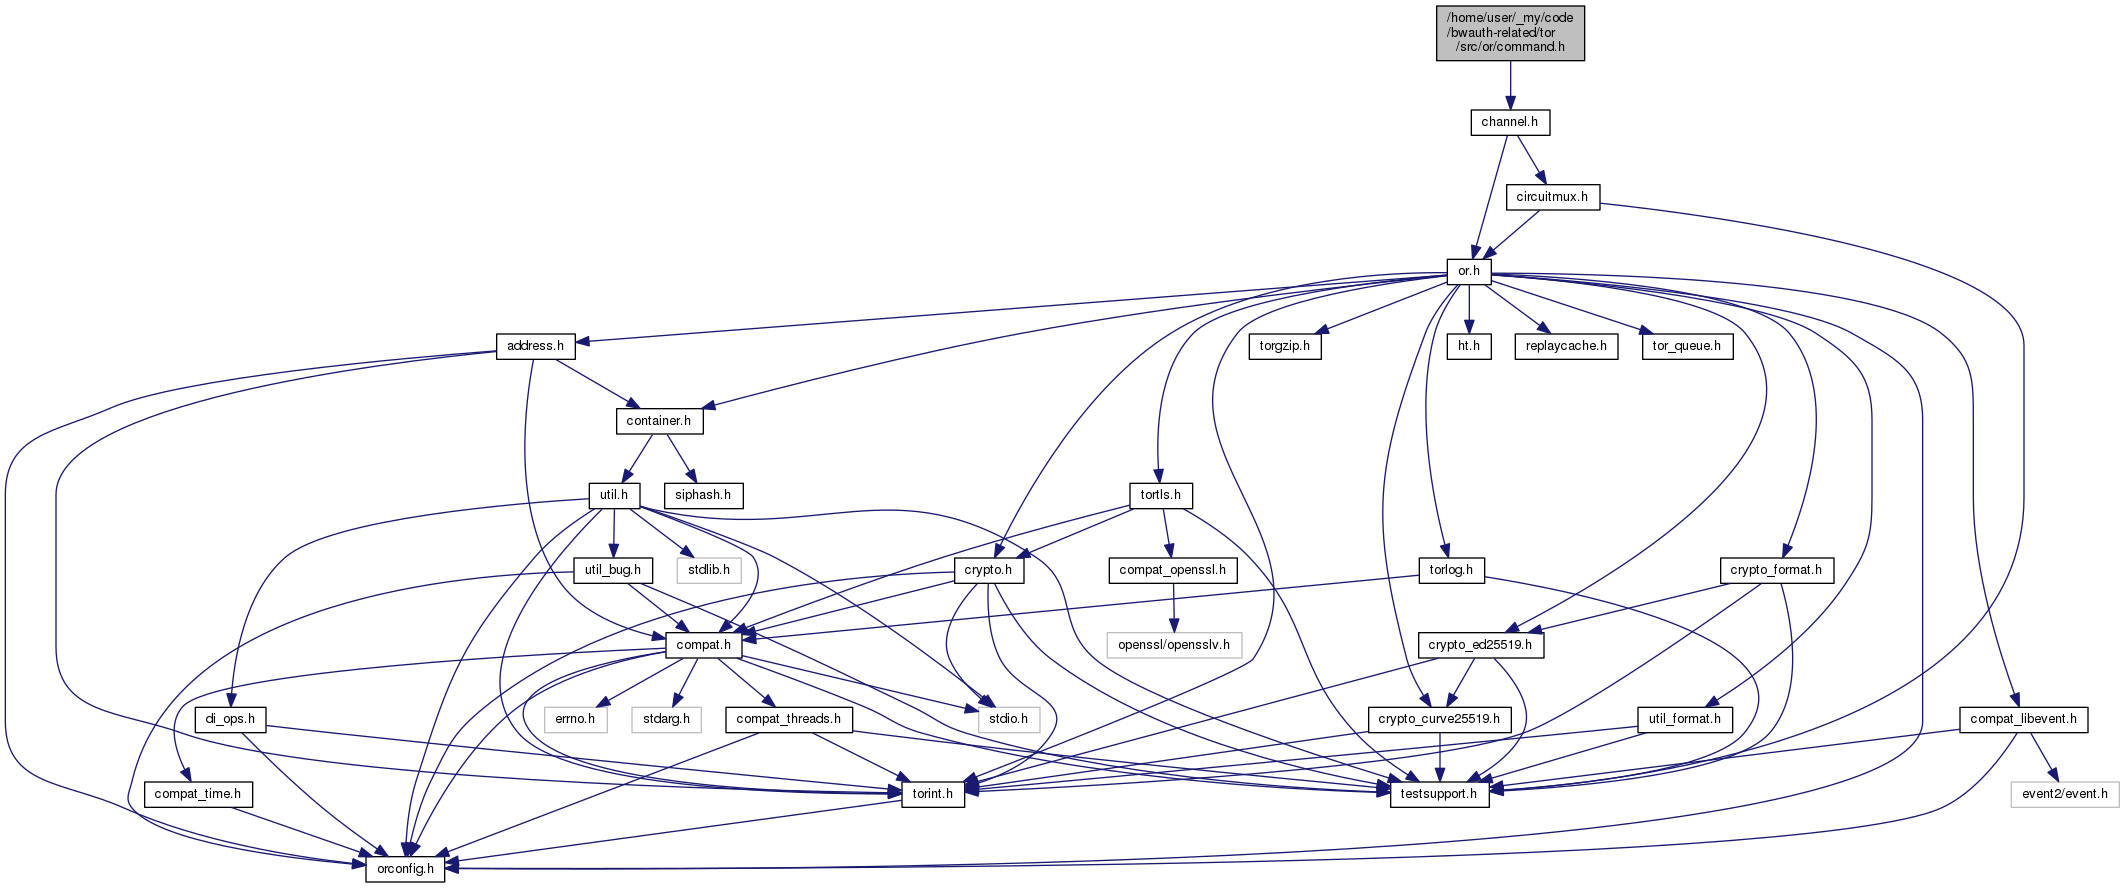 /home/user/_my/code
/bwauth-related/tor
/src/or/command.h
channel.h
circuitmux.h
or.h
address.h
torgzip.h
ht.h
replaycache.h
tor_queue.h
container.h
util.h
siphash.h
tortls.h
util_bug.h
stdlib.h
crypto.h
compat_openssl.h
torlog.h
crypto_format.h
compat.h
openssl/opensslv.h
crypto_ed25519.h
di_ops.h
errno.h
stdarg.h
compat_threads.h
stdio.h
crypto_curve25519.h
util_format.h
compat_libevent.h
compat_time.h
torint.h
testsupport.h
event2/event.h
orconfig.h